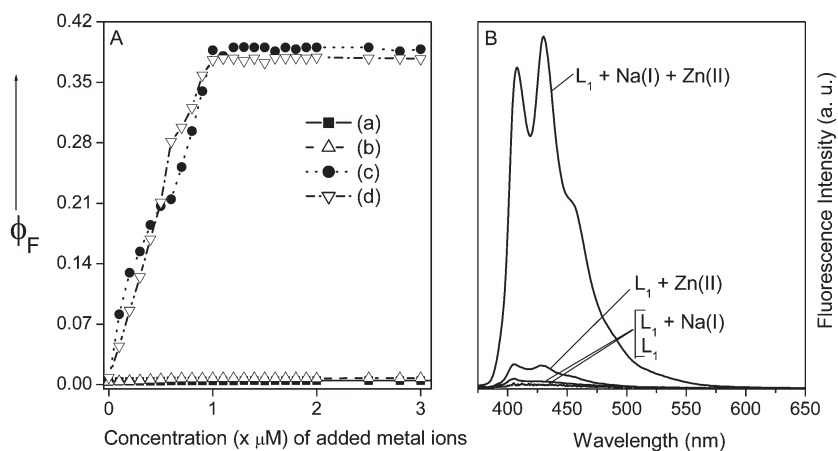 A
0.42
0.35
0.28
0.21
0.14
0.07
0.00
ϕF
(a)
(b)
(c)
(d)
0
1
2
3
Concentration (x μM) of added metal ions
B
L1 + Na(I) + Zn(II)
L1 + Zn(II)
L1 + Na(I)
L1
400 450 500 550 600 650
Wavelength (nm)
Fluorescence Intensity (a. u.)